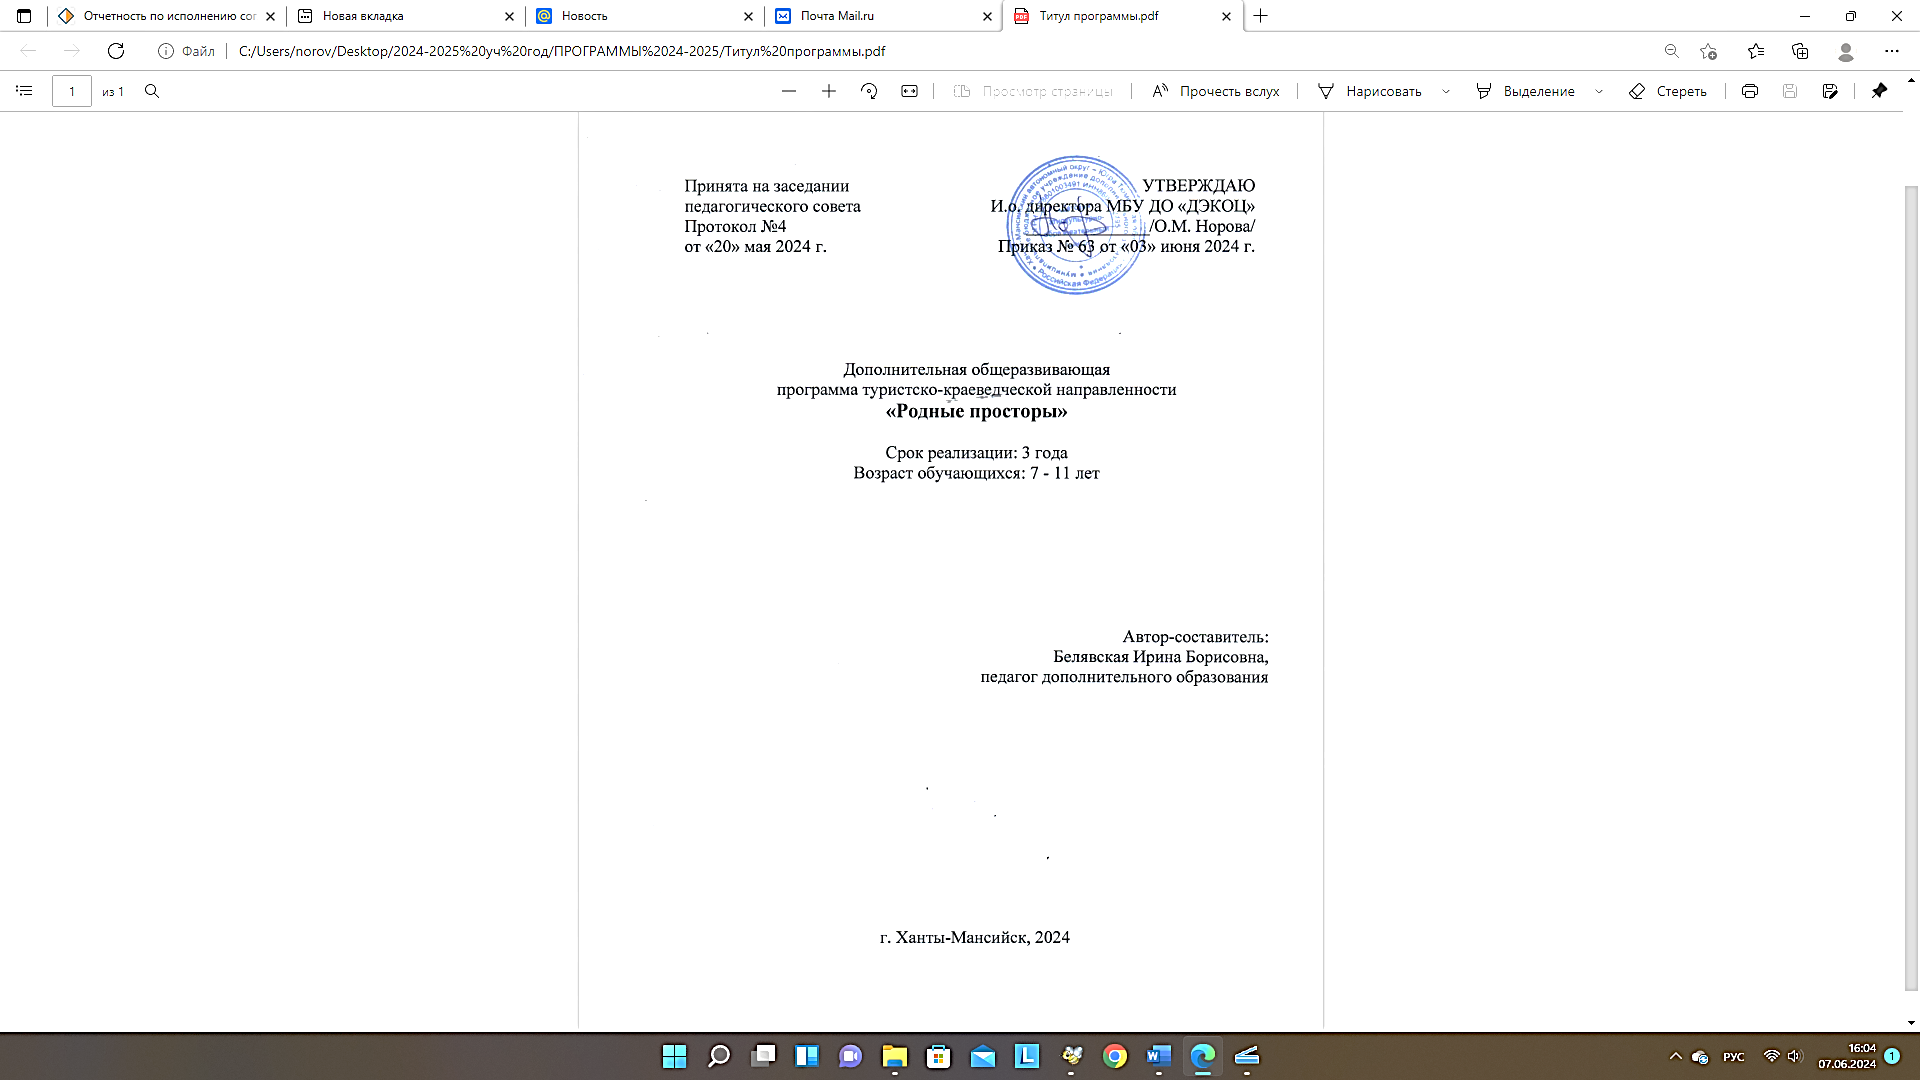 Отчетность по исполнению сог
Новая вкладка
Новость
Почта Mail.ru
Титул программы.pdf
Файл
C:/Users/norov/Desktop/2024-2025%20уч%20год/ПРОГРАММЫ%2024-2025/Титул%20программы.pdf
1 из 1
Просмотр страницы
Прочесть вслух
Нарисовать
Выделение
Стереть
Принята на заседании
педагогического совета
Протокол №4
от «20» мая 2024 г.
УТВЕРЖДАЮ
И.о. директора МБУ ДО «ДЭКОЦ»
/О.М. Норова/
Приказ № 63 от «03» июня 2024 г.
Российская Федерация
Дополнительная общеразвивающая
программа туристско-краеведческой направленности
«Родные просторы»
Срок реализации: 3 года
Возраст обучающихся: 7 - 11 лет
Автор-составитель:
Белявская Ирина Борисовна,
педагог дополнительного образования
г. Ханты-Мансийск, 2024
РУС
16:04
07.06.2024
1